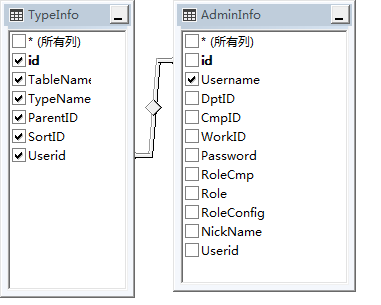 TypeInfo
* (所有列)
id
TableName
TypeName
ParentID
SortID
Userid
AdminInfo
* (所有列)
id
Username
DptID
CmpID
WorkID
Password
RoleCmp
Role
RoleConfig
NickName
Userid